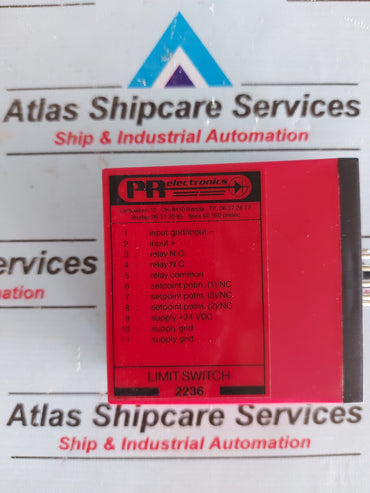 Atlas Shipcare Services
Ship & Industrial Automation
PR electronics
1 input gnd/input -
2 input +
3 relay N.O.
4 relay N.C.
5 relay common
6 setpoint potm. (1)/NC
7 setpoint potm. (3)/NC
8 setpoint potm. (2)/NC
9 supply +24 VDC
10 supply gnd
11 supply gnd
LIMIT SWITCH
2236
Atlas Shipcare Services
Ship & Industrial Automation